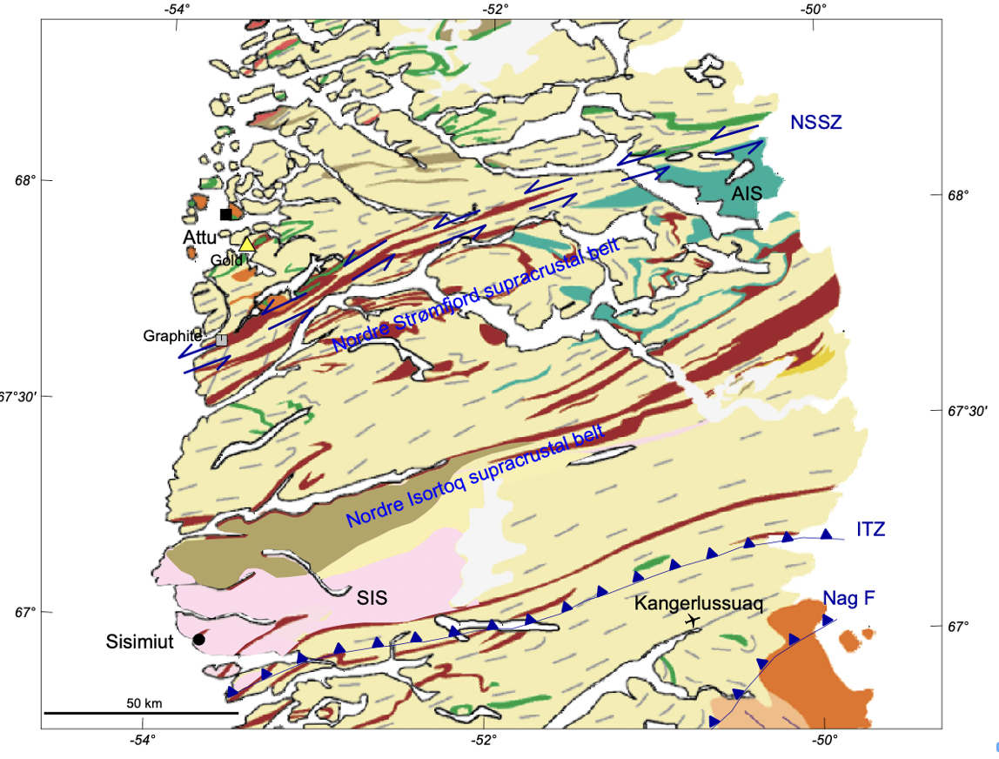 -54°
-52°
-50°
NSSZ
68°
68°
AIS
Attu
Gold
Nordre Strømfjord supracrustal belt
Graphite
67°30′
67°30′
Nordre Isortoq supracrustal belt
ITZ
SIS
Nag F
Kangerlussuaq
67°
67°
Sisimiut
50 km
-54°
-52°
-50°